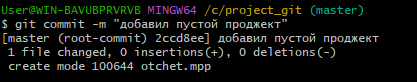 User@WIN-BAVUBPRVRVB MINGW64 /c/project_git (master)
$ git commit -m "добавил пустой проджект"
[master (root-commit) 2ccd8ee] добавил пустой проджект
 1 file changed, 0 insertions(+), 0 deletions(-)
 create mode 100644 otchet.mpp